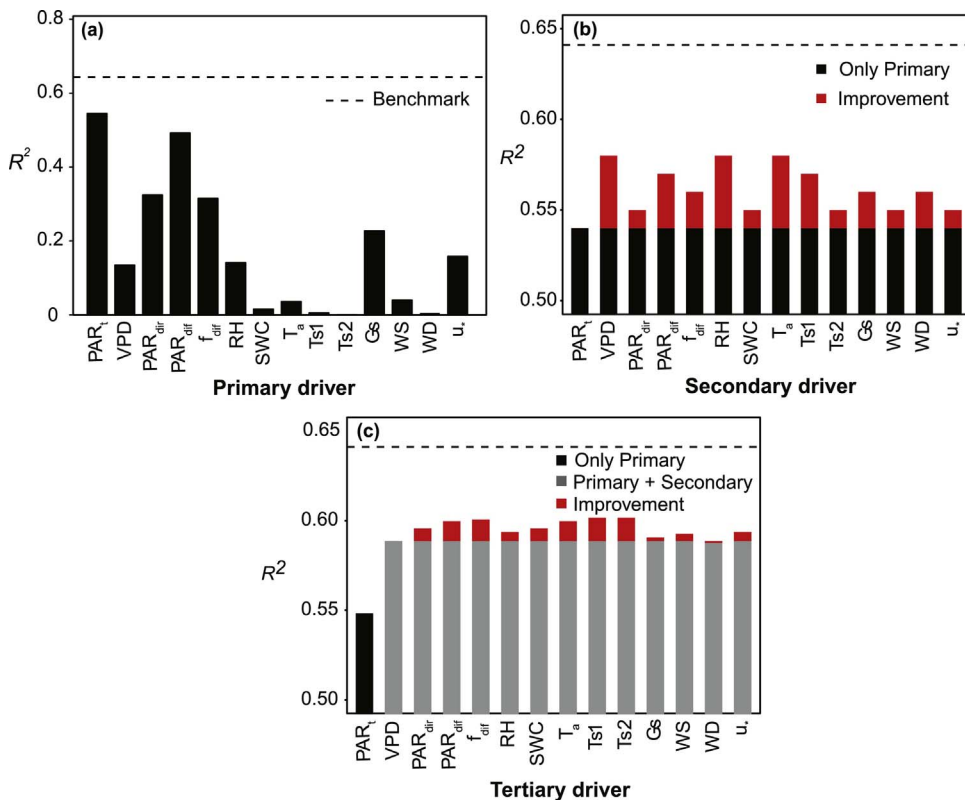 (a)
0.8
0.6
0.4
0.2
0
R²
Benchmark
PARt
VPD
PARdir
PARdif
fdif
RH
SWC
Ta
Ts1
Ts2
Gs
WS
WD
u*
Primary driver
(b)
0.65
0.60
0.55
0.50
R²
Only Primary
Improvement
PARt
VPD
PARdir
PARdif
fdif
RH
SWC
Ta
Ts1
Ts2
Gs
WS
WD
u*
Secondary driver
(c)
0.65
0.60
0.55
0.50
R²
Only Primary
Primary + Secondary
Improvement
PARt
VPD
PARdir
PARdif
fdif
RH
SWC
Ta
Ts1
Ts2
Gs
WS
WD
u*
Tertiary driver